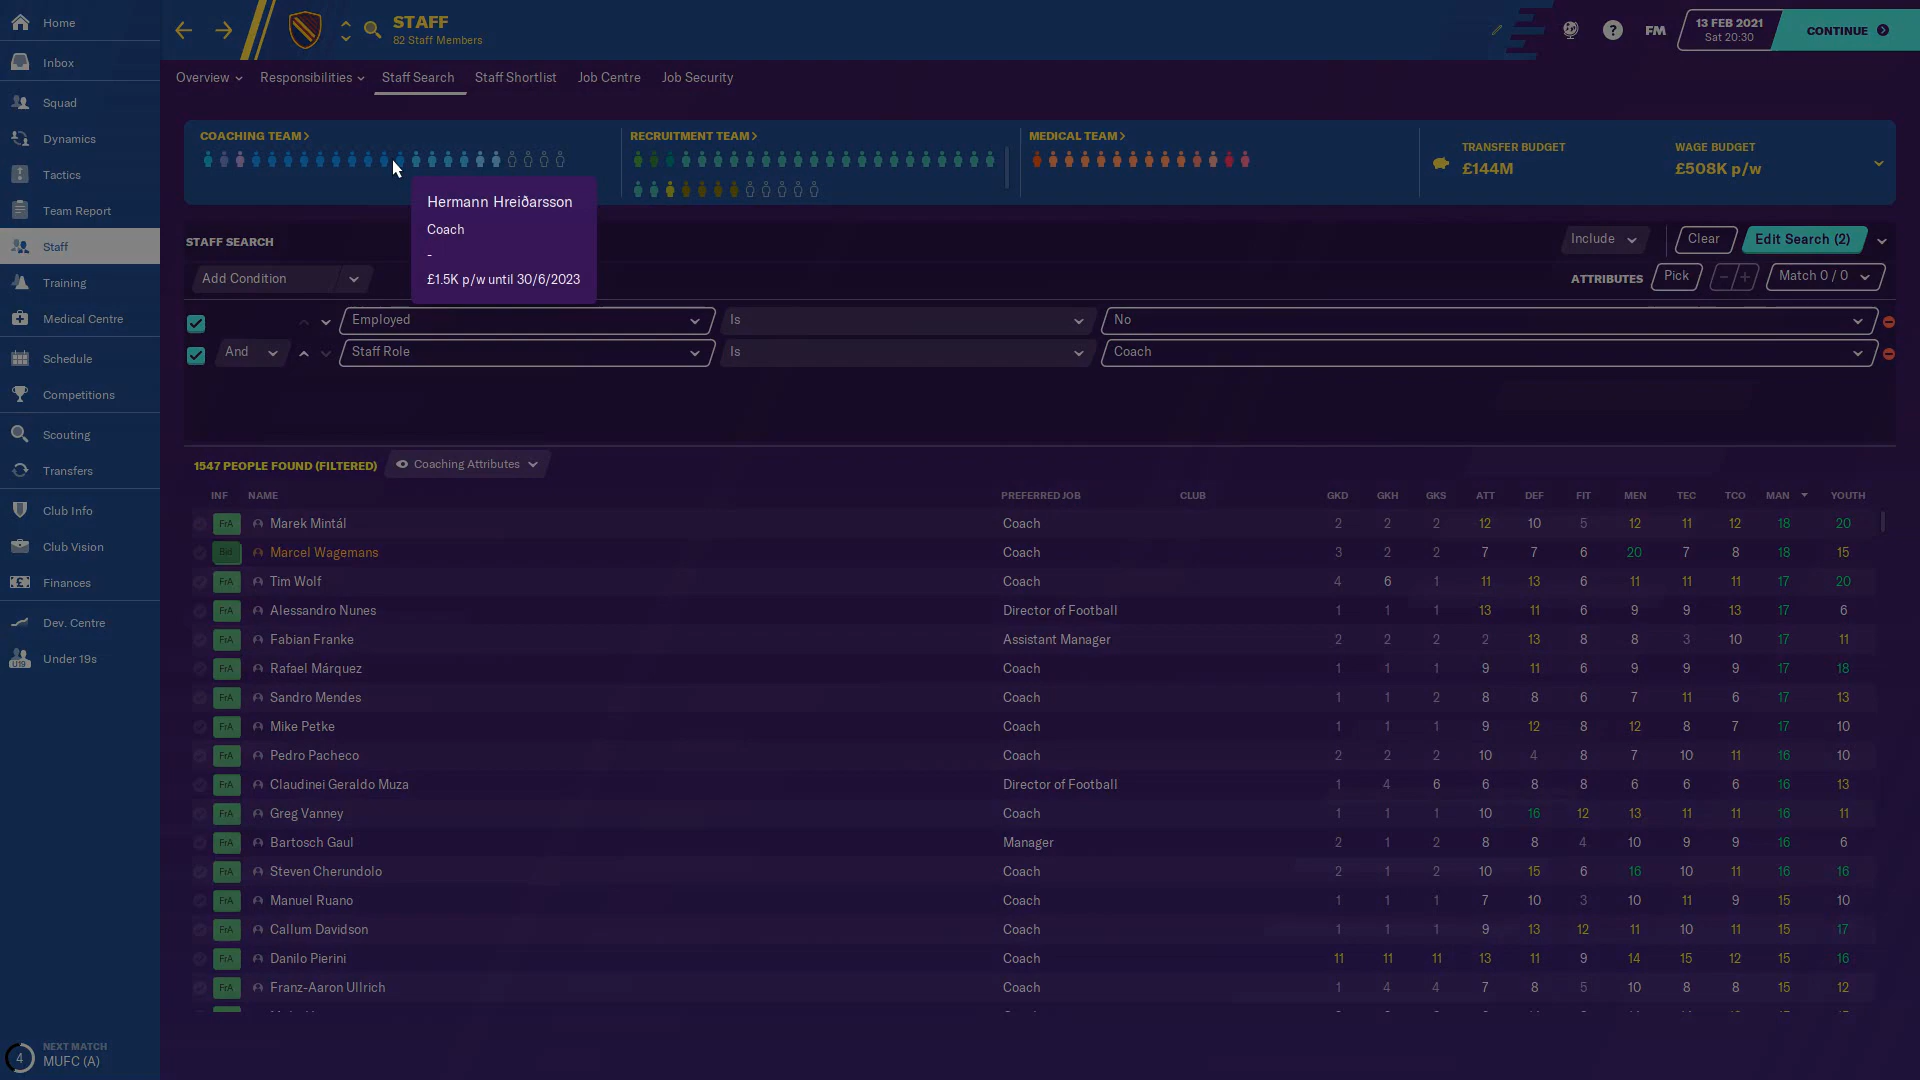 Home
Inbox
Squad
Dynamics
Tactics
Team Report
Staff
Training
Medical Centre
Schedule
Competitions
Scouting
Transfers
Club Info
Club Vision
Finances
Dev. Centre
U19
Under 19s
4
NEXT MATCH
MUFC (A)
STAFF
82 Staff Members
?
FM
13 FEB 2021
Sat 20:30
CONTINUE
Overview
Responsibilities
Staff Search
Staff Shortlist
Job Centre
Job Security
COACHING TEAM>
RECRUITMENT TEAM>
MEDICAL TEAM>
TRANSFER BUDGET
£144M
WAGE BUDGET
£508K p/w
Hermann Hreiðarsson
Coach
-
£1.5K p/w until 30/6/2023
STAFF SEARCH
Include
Clear
Edit Search (2)
Add Condition
ATTRIBUTES
Pick
- / +
Match 0 / 0
Employed Is No
And Staff Role Is Coach
1547 PEOPLE FOUND (FILTERED)
Coaching Attributes
INF NAME PREFERRED JOB CLUB GKD GKH GKS ATT DEF FIT MEN TEC TCO MAN YOUTH
FrA Marek Mintál Coach 2 2 2 12 10 5 12 11 12 18 20
Bid Marcel Wagemans Coach 3 2 2 7 7 6 20 7 8 18 15
FrA Tim Wolf Coach 4 6 1 11 13 6 11 11 11 17 20
FrA Alessandro Nunes Director of Football 1 1 1 13 11 6 9 9 13 17 6
FrA Fabian Franke Assistant Manager 2 2 2 2 13 8 8 3 10 17 11
FrA Rafael Márquez Coach 1 1 1 9 11 6 9 9 9 17 18
FrA Sandro Mendes Coach 1 1 2 8 8 6 7 11 6 17 13
FrA Mike Petke Coach 1 1 1 9 12 8 12 8 7 17 10
FrA Pedro Pacheco Coach 2 2 2 10 4 8 7 10 11 16 10
FrA Claudinei Geraldo Muza Director of Football 1 4 6 6 8 8 6 6 6 16 13
FrA Greg Vanney Coach 1 1 1 10 16 12 13 11 11 16 11
FrA Bartosch Gaul Manager 2 1 2 8 8 4 10 9 9 16 6
FrA Steven Cherundolo Coach 2 1 2 10 15 6 16 10 11 16 16
FrA Manuel Ruano Coach 1 1 1 7 10 3 10 11 9 15 10
FrA Callum Davidson Coach 1 1 1 9 13 12 11 10 11 15 17
FrA Danilo Pierini Coach 11 11 11 13 11 9 14 15 12 15 16
FrA Franz-Aaron Ullrich Coach 1 4 4 7 8 5 10 8 8 15 12